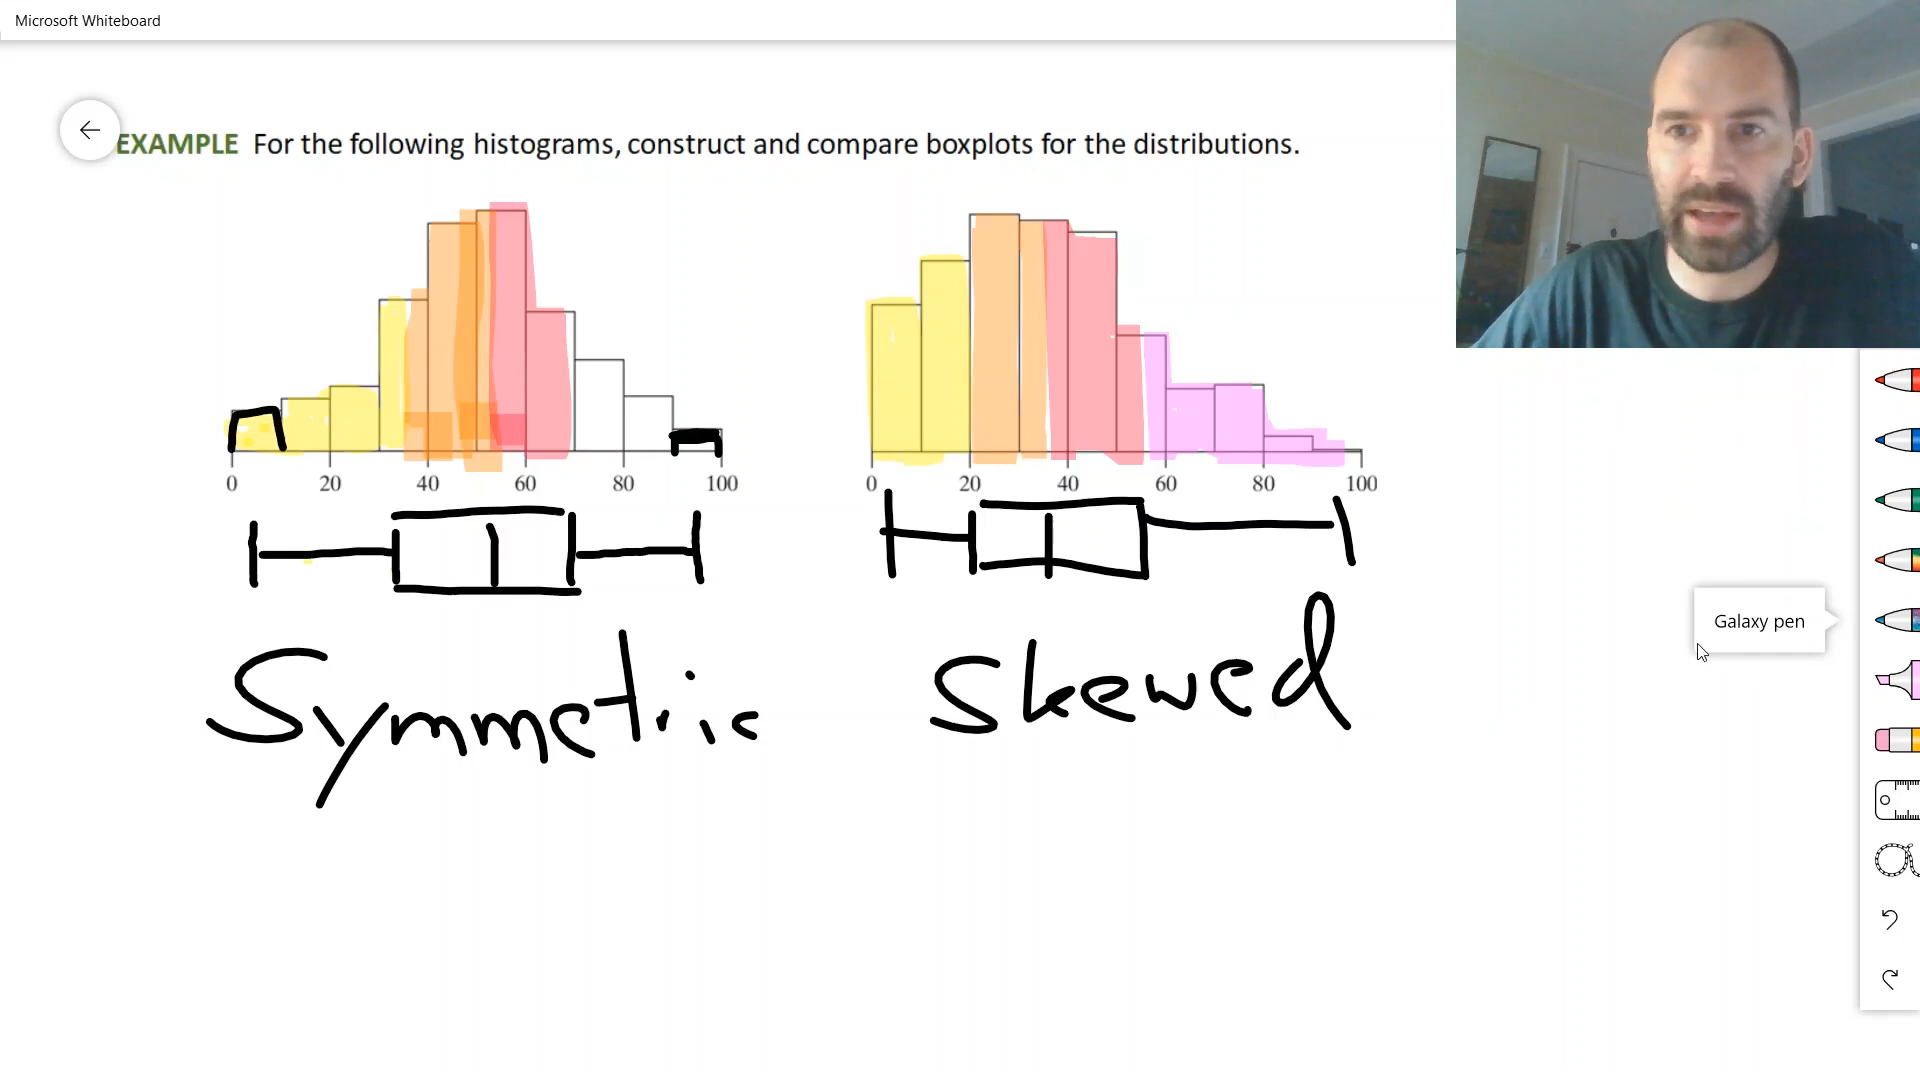 Microsoft Whiteboard
EXAMPLE For the following histograms, construct and compare boxplots for the distributions.
0 20 40 60 80 100
0 20 40 60 80 100
Symmetric
Skewed
Galaxy pen